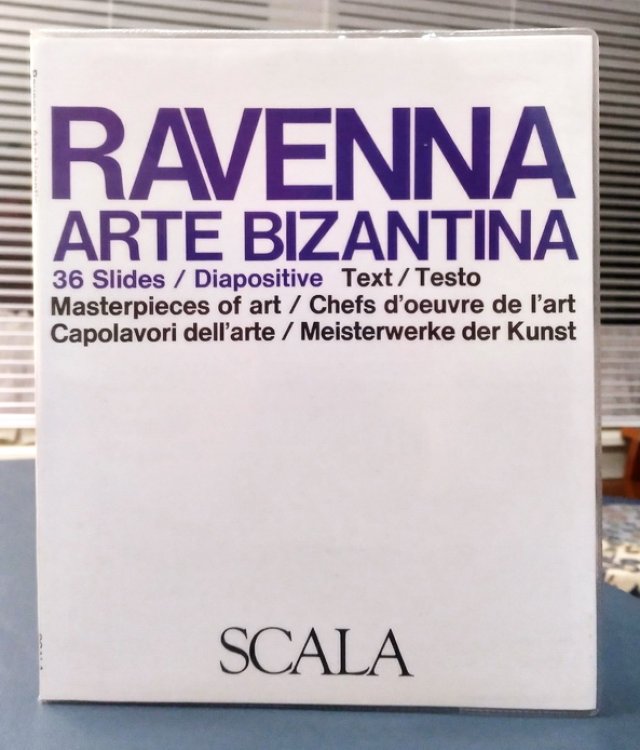 RAVENNA
ARTE BIZANTINA
36 Slides / Diapositive Text / Testo
Masterpieces of art / Chefs d'oeuvre de l'art
Capolavori dell'arte / Meisterwerke der Kunst
SCALA